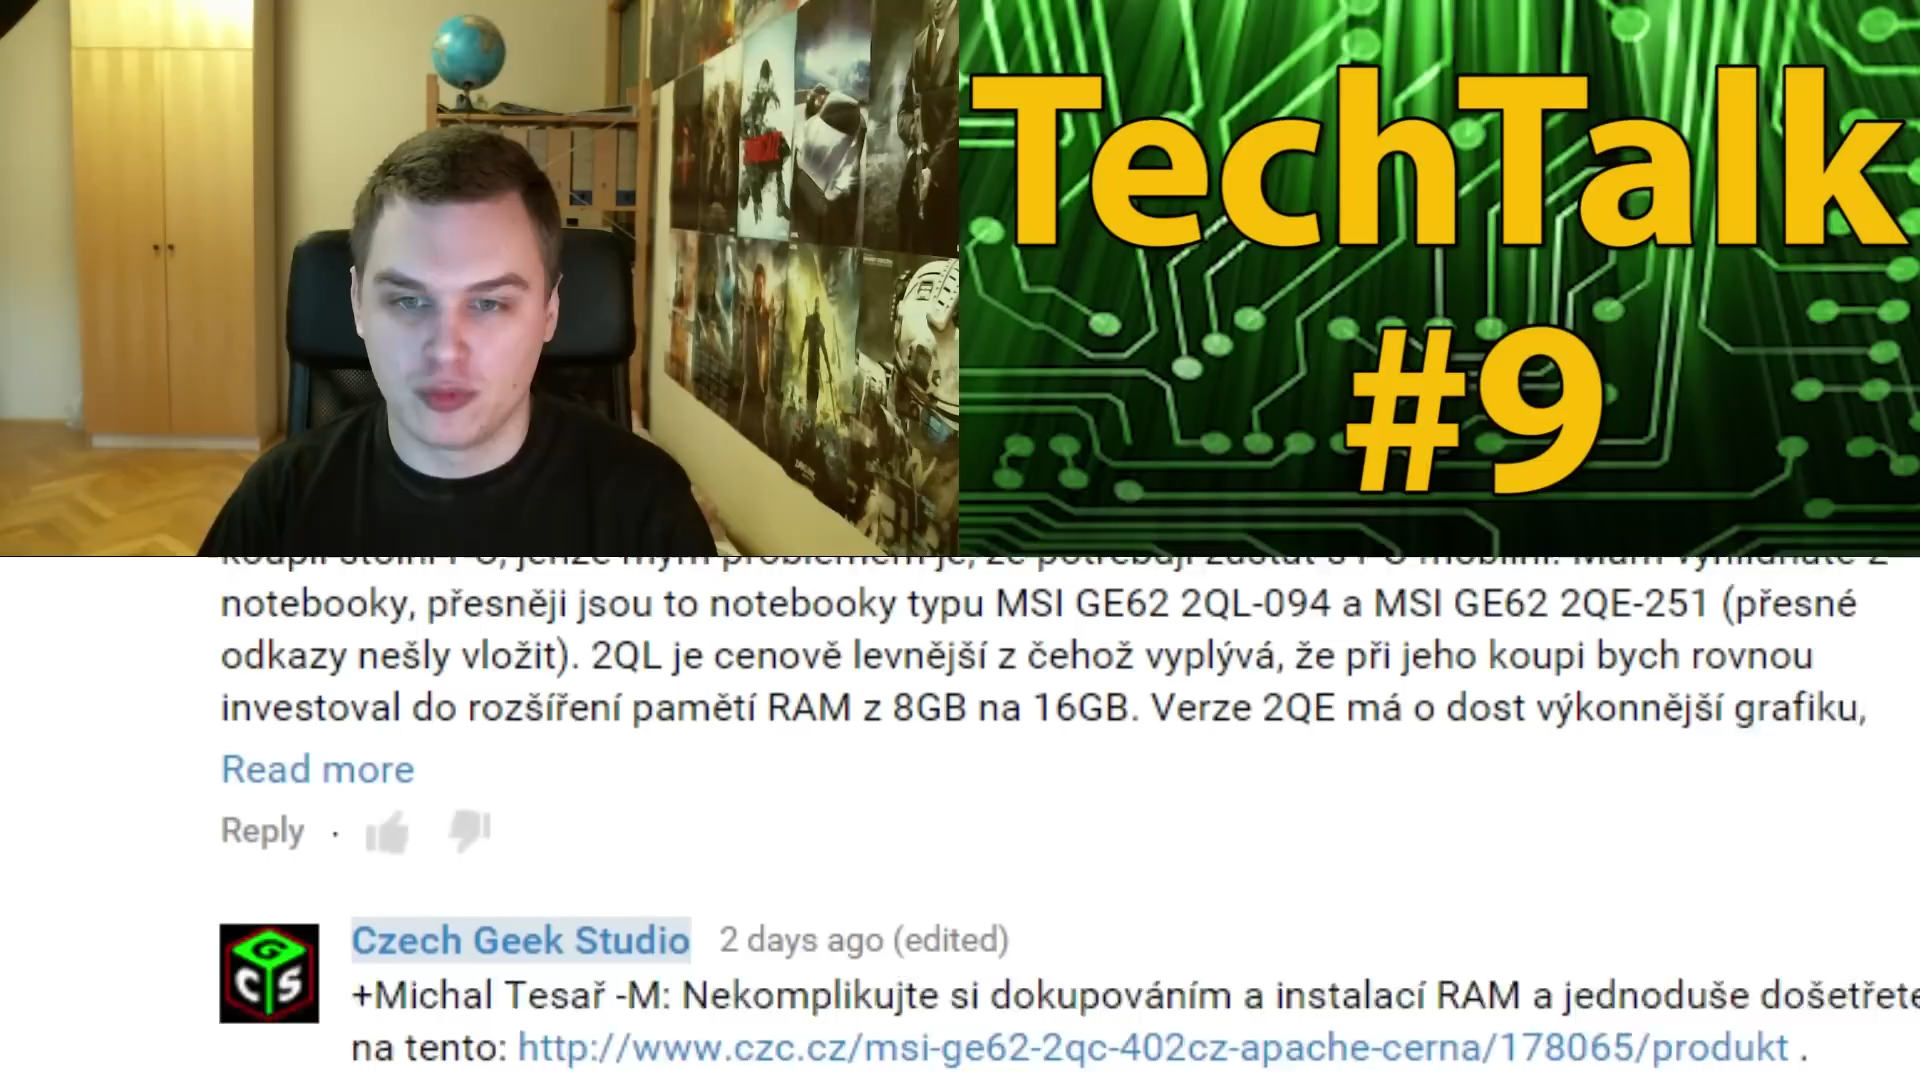 TechTalk
#9
notebooky, přesněji jsou to notebooky typu MSI GE62 2QL-094 a MSI GE62 2QE-251 (přesné
odkazy nešly vložit). 2QL je cenově levnější z čehož vyplývá, že při jeho koupi bych rovnou
investoval do rozšíření pamětí RAM z 8GB na 16GB. Verze 2QE má o dost výkonnější grafiku,
Read more
Reply ·
GCS
Czech Geek Studio 2 days ago (edited)
+Michal Tesař -M: Nekomplikujte si dokupováním a instalací RAM a jednoduše došetřete
na tento: http://www.czc.cz/msi-ge62-2qc-402cz-apache-cerna/178065/produkt .